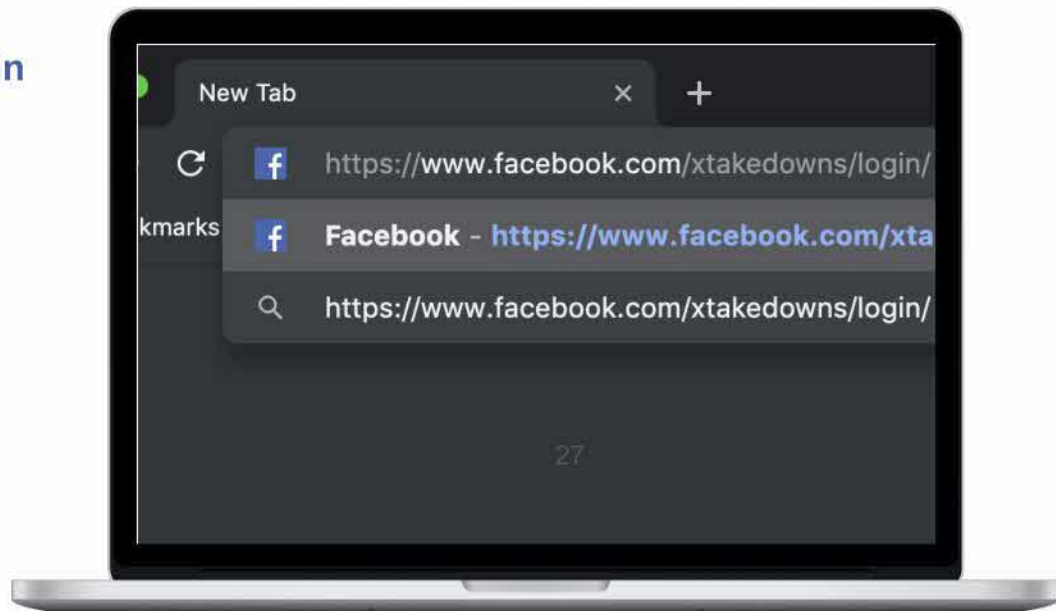 in
New Tab
https://www.facebook.com/xtakedowns/login/
kmarks
Facebook - https://www.facebook.com/xta
https://www.facebook.com/xtakedowns/login/
27